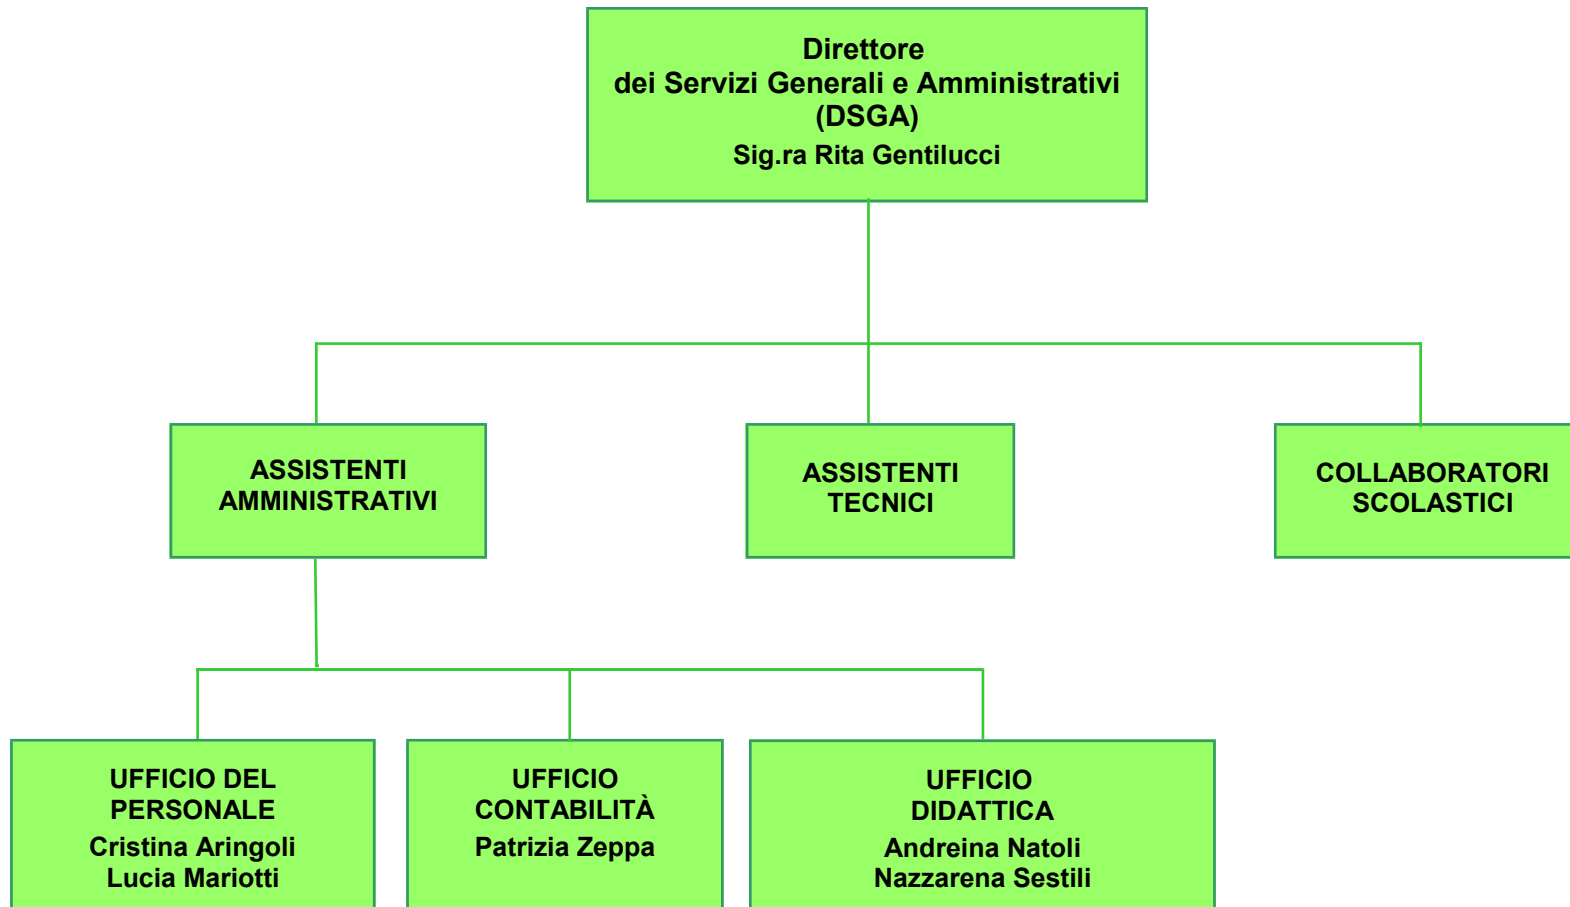 Direttore
dei Servizi Generali e Amministrativi
(DSGA)
Sig.ra Rita Gentilucci
ASSISTENTI
AMMINISTRATIVI
ASSISTENTI
TECNICI
COLLABORATORI
SCOLASTICI
UFFICIO DEL
PERSONALE
Cristina Aringoli
Lucia Mariotti
UFFICIO
CONTABILITÀ
Patrizia Zeppa
UFFICIO
DIDATTICA
Andreina Natoli
Nazzarena Sestili